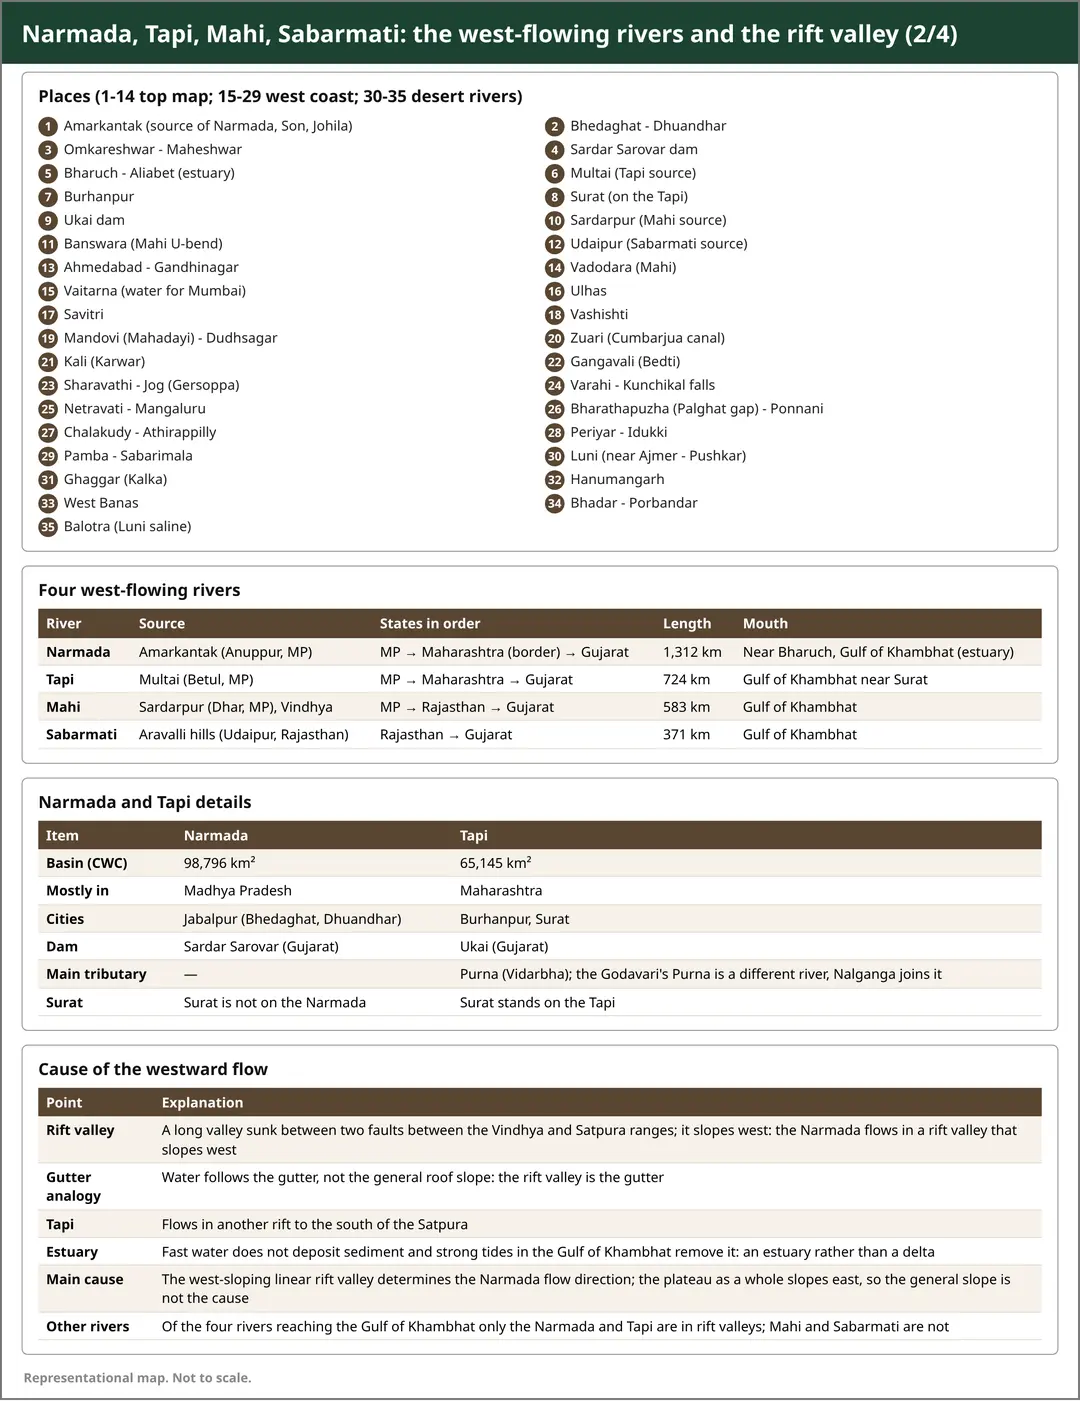 Narmada, Tapi, Mahi, Sabarmati: the west-flowing rivers and the rift valley (2/4)
Places (1-14 top map; 15-29 west coast; 30-35 desert rivers)
1 Amarkantak (source of Narmada, Son, Johila)
2 Bhedaghat - Dhuandhar
3 Omkareshwar - Maheshwar
4 Sardar Sarovar dam
5 Bharuch - Aliabet (estuary)
6 Multai (Tapi source)
7 Burhanpur
8 Surat (on the Tapi)
9 Ukai dam
10 Sardarpur (Mahi source)
11 Banswara (Mahi U-bend)
12 Udaipur (Sabarmati source)
13 Ahmedabad - Gandhinagar
14 Vadodara (Mahi)
15 Vaitarna (water for Mumbai)
16 Ulhas
17 Savitri
18 Vashishti
19 Mandovi (Mahadayi) - Dudhsagar
20 Zuari (Cumbarjua canal)
21 Kali (Karwar)
22 Gangavali (Bedti)
23 Sharavathi - Jog (Gersoppa)
24 Varahi - Kunchikal falls
25 Netravati - Mangaluru
26 Bharathapuzha (Palghat gap) - Ponnani
27 Chalakudy - Athirappilly
28 Periyar - Idukki
29 Pamba - Sabarimala
30 Luni (near Ajmer - Pushkar)
31 Ghaggar (Kalka)
32 Hanumangarh
33 West Banas
34 Bhadar - Porbandar
35 Balotra (Luni saline)
Four west-flowing rivers
River Source States in order Length Mouth
Narmada Amarkantak (Anuppur, MP) MP → Maharashtra (border) → Gujarat 1,312 km Near Bharuch, Gulf of Khambhat (estuary)
Tapi Multai (Betul, MP) MP → Maharashtra → Gujarat 724 km Gulf of Khambhat near Surat
Mahi Sardarpur (Dhar, MP), Vindhya MP → Rajasthan → Gujarat 583 km Gulf of Khambhat
Sabarmati Aravalli hills (Udaipur, Rajasthan) Rajasthan → Gujarat 371 km Gulf of Khambhat
Narmada and Tapi details
Item Narmada Tapi
Basin (CWC) 98,796 km² 65,145 km²
Mostly in Madhya Pradesh Maharashtra
Cities Jabalpur (Bhedaghat, Dhuandhar) Burhanpur, Surat
Dam Sardar Sarovar (Gujarat) Ukai (Gujarat)
Main tributary — Purna (Vidarbha); the Godavari's Purna is a different river, Nalganga joins it
Surat Surat is not on the Narmada Surat stands on the Tapi
Cause of the westward flow
Point Explanation
Rift valley A long valley sunk between two faults between the Vindhya and Satpura ranges; it slopes west: the Narmada flows in a rift valley that
slopes west
Gutter Water follows the gutter, not the general roof slope: the rift valley is the gutter
analogy
Tapi Flows in another rift to the south of the Satpura
Estuary Fast water does not deposit sediment and strong tides in the Gulf of Khambhat remove it: an estuary rather than a delta
Main cause The west-sloping linear rift valley determines the Narmada flow direction; the plateau as a whole slopes east, so the general slope is
not the cause
Other rivers Of the four rivers reaching the Gulf of Khambhat only the Narmada and Tapi are in rift valleys; Mahi and Sabarmati are not
Representational map. Not to scale.